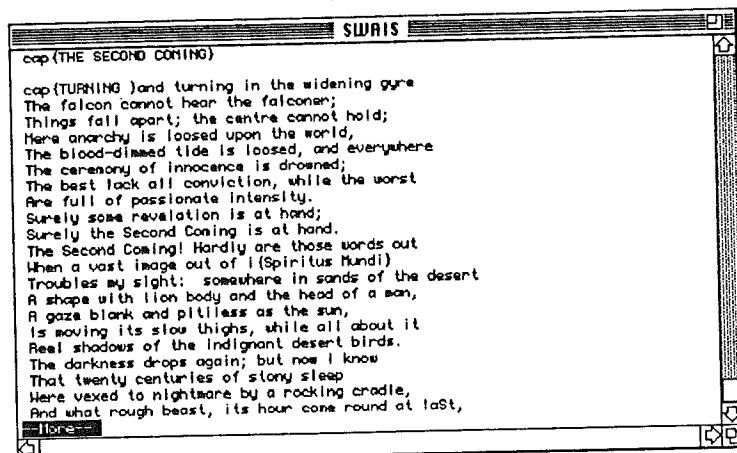 SWAIS
cap{THE SECOND COMING}
cap{TURNING }and turning in the widening gyre
The falcon cannot hear the falconer;
Things fall apart; the centre cannot hold;
Mere anarchy is loosed upon the world,
The blood-dimmed tide is loosed, and everywhere
The ceremony of innocence is drowned;
The best lack all conviction, while the worst
Are full of passionate intensity.
Surely some revelation is at hand;
Surely the Second Coming is at hand.
The Second Coming! Hardly are those words out
When a vast image out of i{Spiritus Mundi}
Troubles my sight:  somewhere in sands of the desert
A shape with lion body and the head of a man,
A gaze blank and pitiless as the sun,
Is moving its slow thighs, while all about it
Reel shadows of the indignant desert birds.
The darkness drops again; but now I know
That twenty centuries of stony sleep
Were vexed to nightmare by a rocking cradle,
And what rough beast, its hour come round at laSt,
--More--